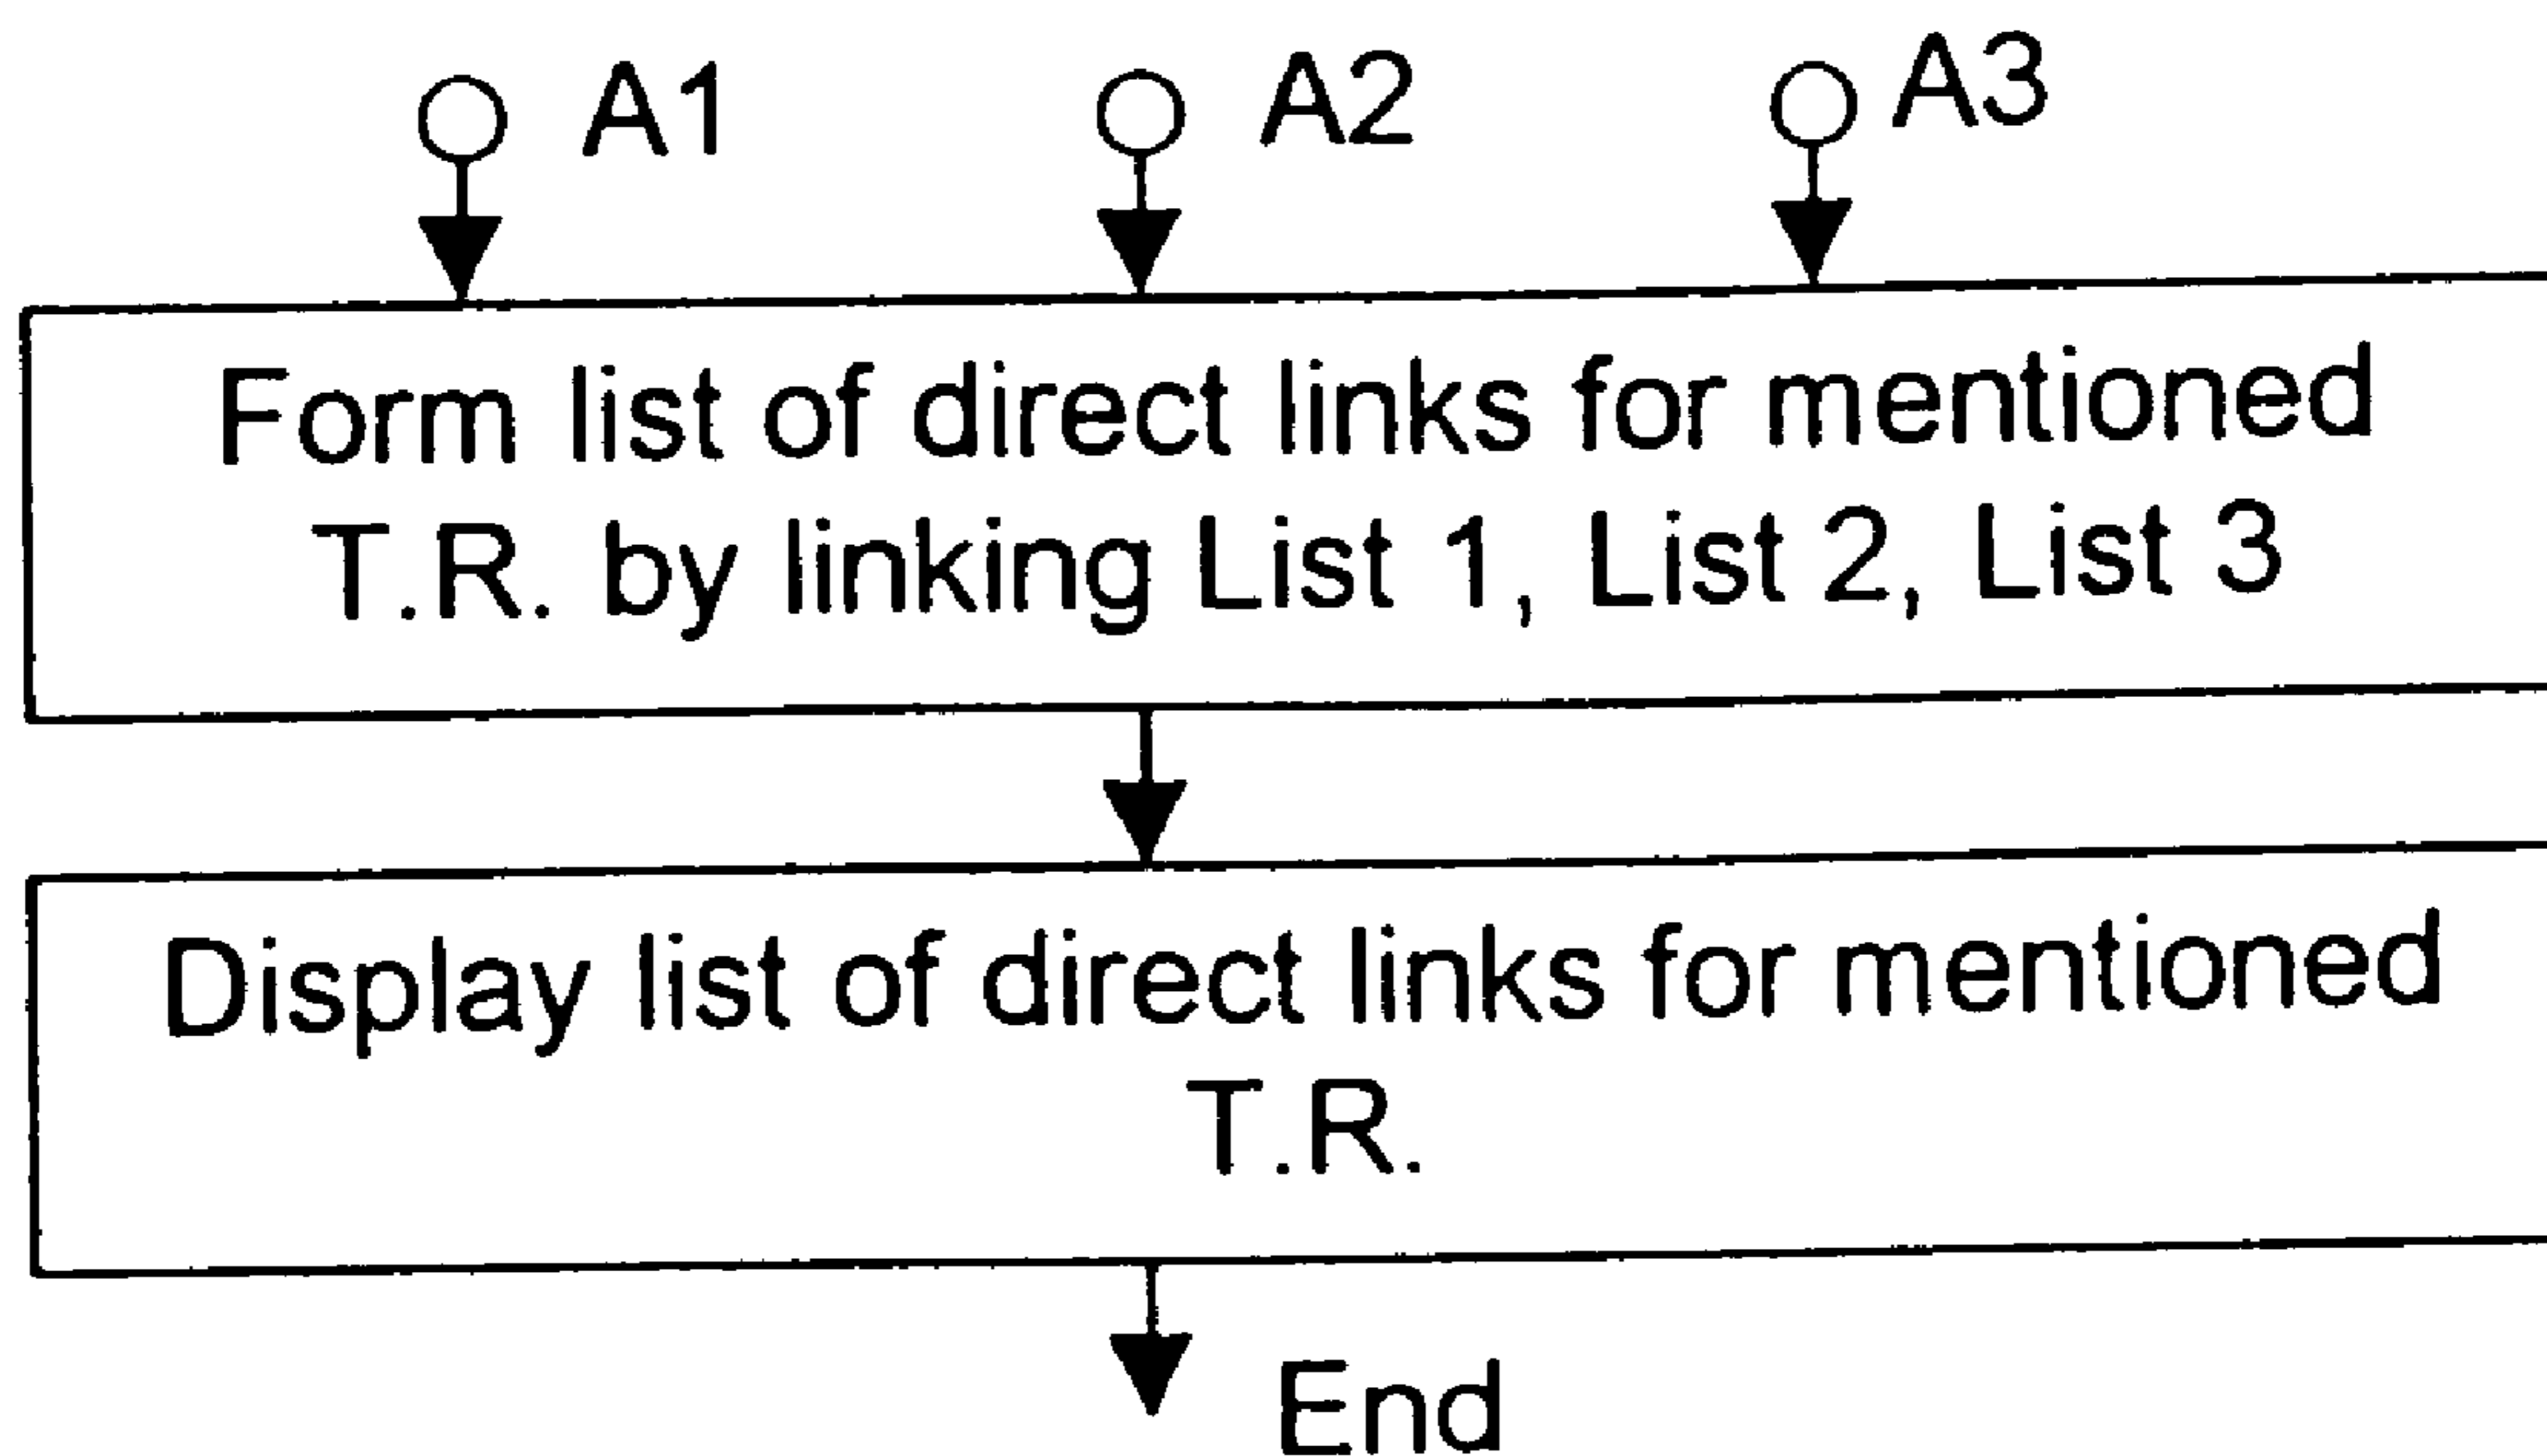 A1 A2 A3
Form list of direct links for mentioned
T.R. by linking List 1, List 2, List 3
Display list of direct links for mentioned
T.R.
End